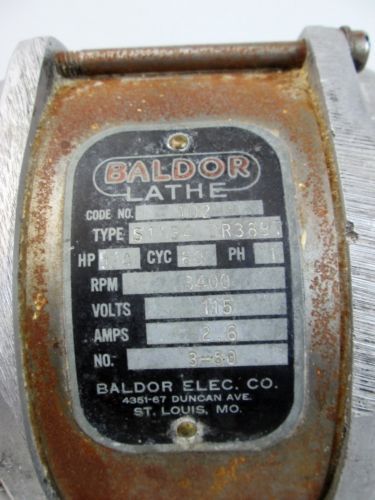 BALDOR
LATHE
CODE NO.
TYPE
HP CYC PH 1
RPM 3400
VOLTS 115
AMPS 2 6
NO. 3-60
BALDOR ELEC. CO.
4351-67 DUNCAN AVE.
ST. LOUIS, MO.